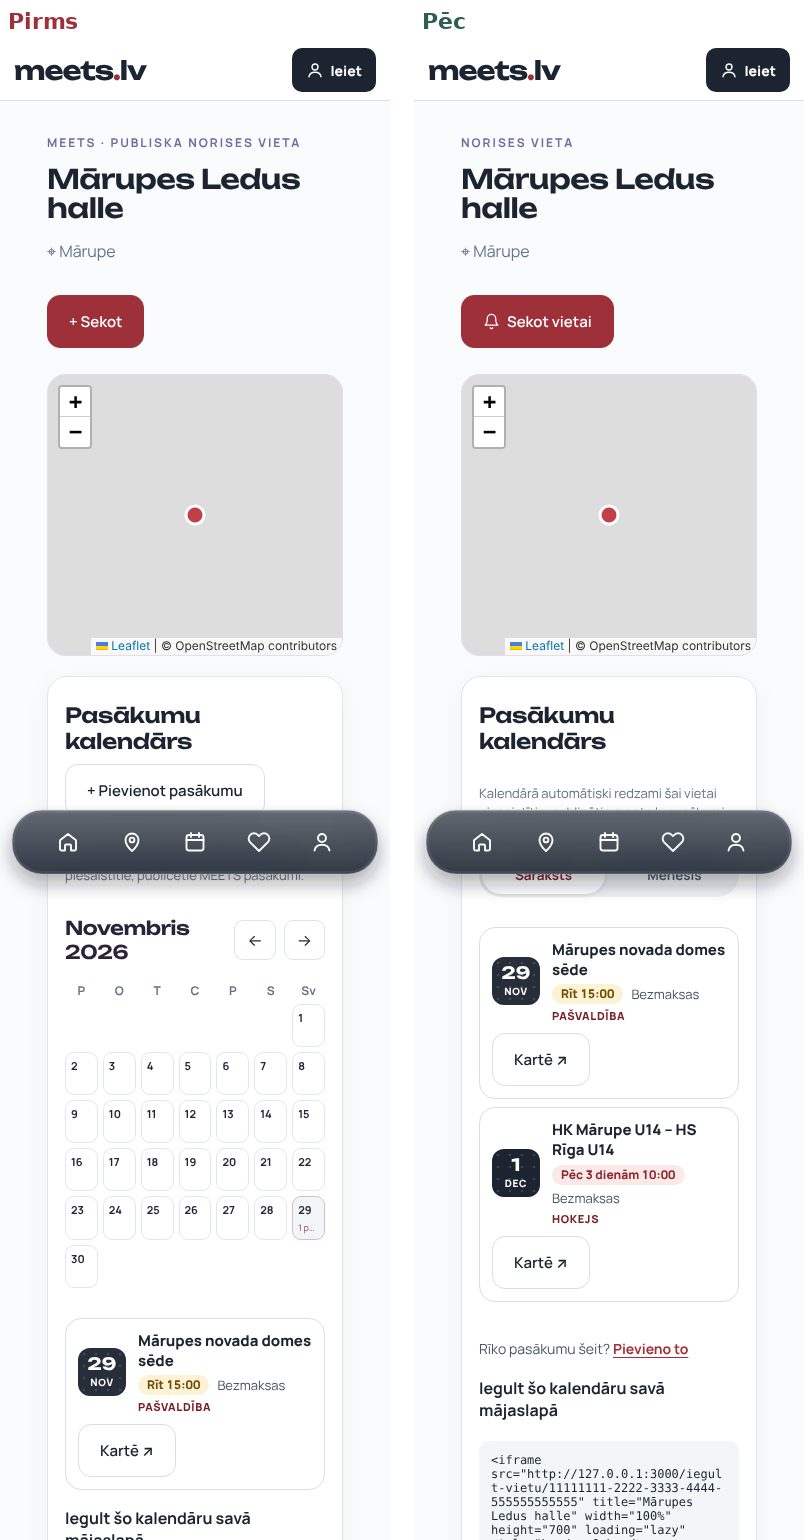 Pirms
meets.lv
Ieiet
MEETS · PUBLISKA NORISES VIETA
Mārupes Ledus
halle
⌖ Mārupe
+ Sekot
+
−
Leaflet | © OpenStreetMap contributors
Pasākumu
kalendārs
+ Pievienot pasākumu
piesaistītie, publicētie MEETS pasākumi.
Novembris
2026
← →
P O T C P S Sv
1
2 3 4 5 6 7 8
9 10 11 12 13 14 15
16 17 18 19 20 21 22
23 24 25 26 27 28 29
1 p...
30
29
NOV
Mārupes novada domes
sēde
Rīt 15:00 Bezmaksas
PAŠVALDĪBA
Kartē ↗
Iegult šo kalendāru savā
mājaslapā
Pēc
meets.lv
Ieiet
NORISES VIETA
Mārupes Ledus
halle
⌖ Mārupe
Sekot vietai
+
−
Leaflet | © OpenStreetMap contributors
Pasākumu
kalendārs
Kalendārā automātiski redzami šai vietai
Saraksts Mēnesis
29
NOV
Mārupes novada domes
sēde
Rīt 15:00 Bezmaksas
PAŠVALDĪBA
Kartē ↗
1
DEC
HK Mārupe U14 – HS
Rīga U14
Pēc 3 dienām 10:00
Bezmaksas
HOKEJS
Kartē ↗
Rīko pasākumu šeit? Pievieno to
Iegult šo kalendāru savā
mājaslapā
<iframe
src="http://127.0.0.1:3000/iegul
t-vietu/11111111-2222-3333-4444-
555555555555" title="Mārupes
Ledus halle" width="100%"
height="700" loading="lazy"